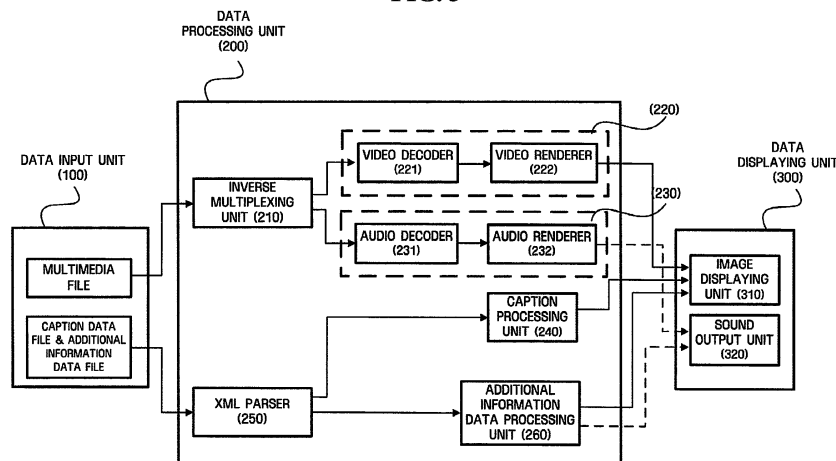 DATA
PROCESSING UNIT
(200)
(220)
DATA INPUT UNIT
(100)
VIDEO DECODER
(221)
VIDEO RENDERER
(222)
DATA
DISPLAYING UNIT
(300)
INVERSE
MULTIPLEXING
UNIT (210)
(230)
AUDIO DECODER
(231)
AUDIO RENDERER
(232)
MULTIMEDIA
FILE
IMAGE
DISPLAYING
UNIT (310)
CAPTION
PROCESSING
UNIT (240)
CAPTION DATA
FILE & ADDITIONAL
INFORMATION
DATA FILE
SOUND
OUTPUT UNIT
(320)
XML PARSER
(250)
ADDITIONAL
INFORMATION
DATA PROCESSING
UNIT (260)